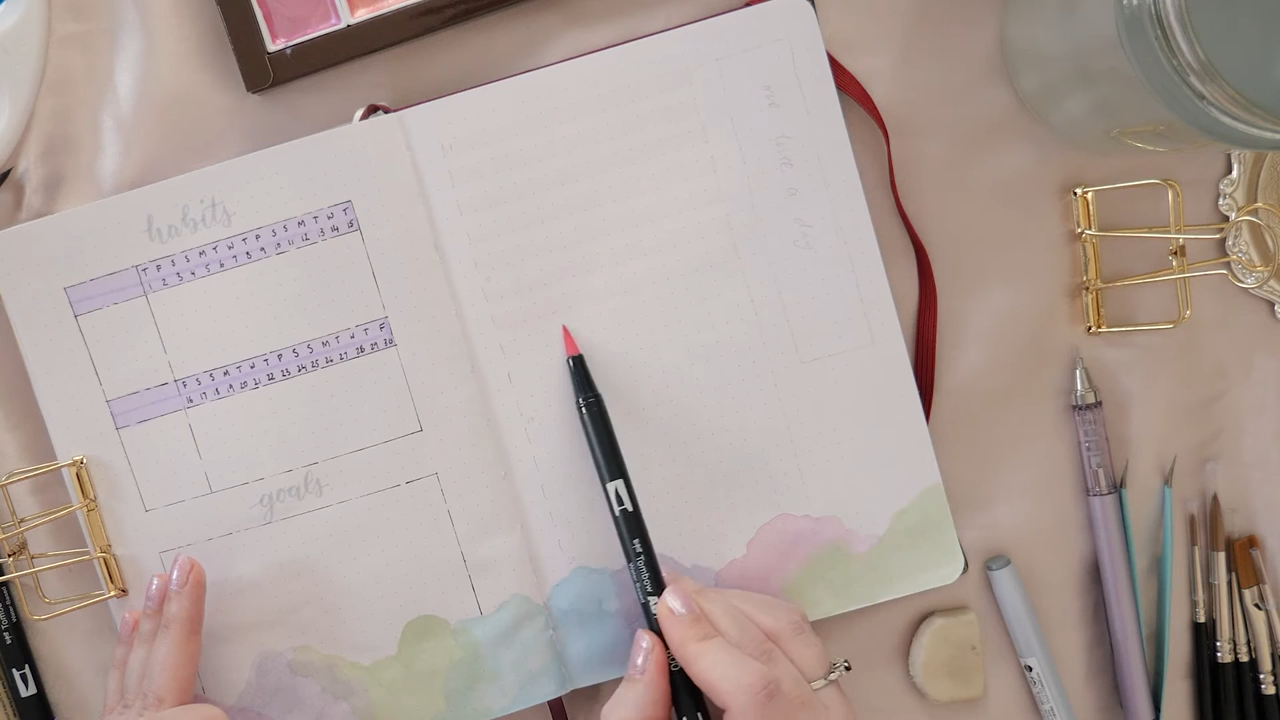 habits
T F S S M T W T F S S M T W T
1 2 3 4 5 6 7 8 9 10 11 12 13 14 15
F S S M T W T F S S M T W T F
16 17 18 19 20 21 22 23 24 25 26 27 28 29 30
goals
one line a day
Tombow